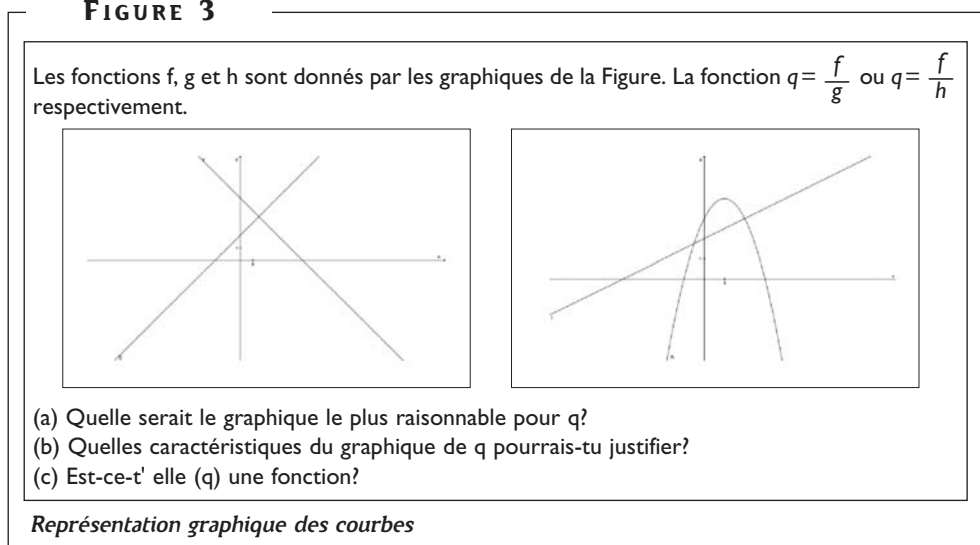 FIGURE 3
Les fonctions f, g et h sont donnés par les graphiques de la Figure. La fonction q= f/g ou q= f/h
respectivement.
(a) Quelle serait le graphique le plus raisonnable pour q?
(b) Quelles caractéristiques du graphique de q pourrais-tu justifier?
(c) Est-ce-t' elle (q) une fonction?
Représentation graphique des courbes